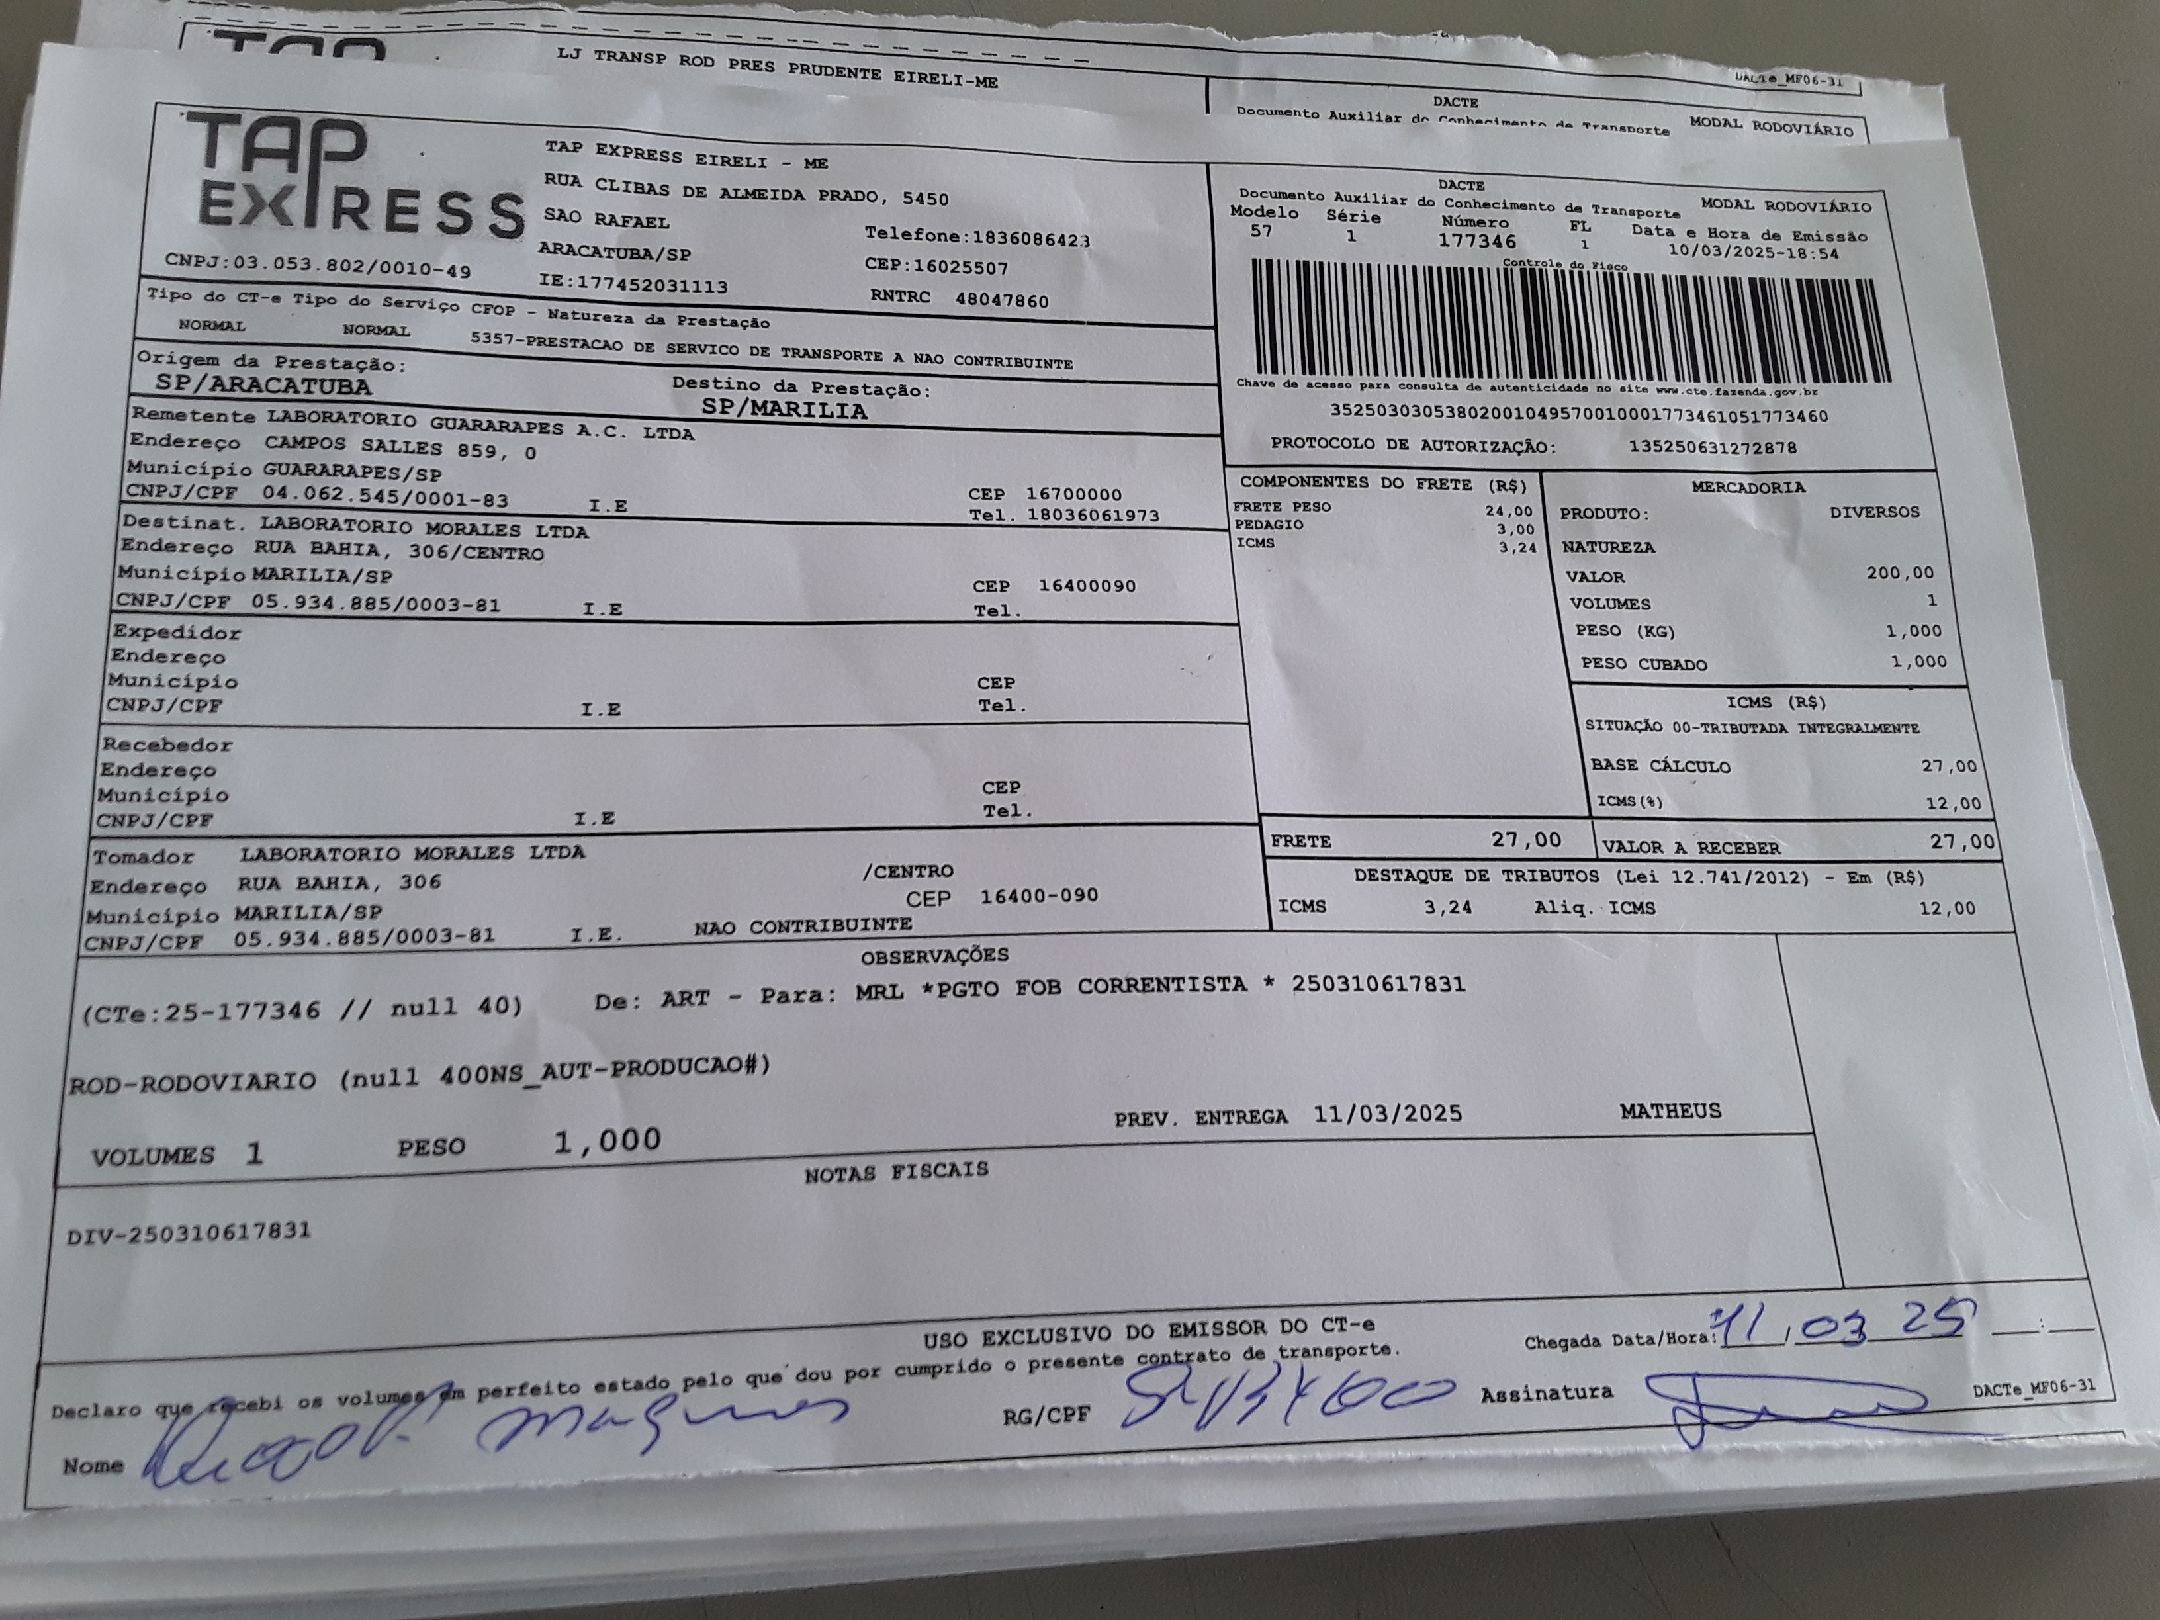 LJ TRANSP ROD PRES PRUDENTE EIRELI-ME
DACTe_MF06-31
DACTE
Documento Auxiliar do Conhecimento de Transporte MODAL RODOVIÁRIO
TAP EXPRESS
CNPJ:03.053.802/0010-49
TAP EXPRESS EIRELI - ME
RUA CLIBAS DE ALMEIDA PRADO, 5450
SAO RAFAEL Telefone:1836086423
ARACATUBA/SP CEP:16025507
IE:177452031113 RNTRC 48047860
DACTE
Documento Auxiliar do Conhecimento de Transporte MODAL RODOVIÁRIO
Modelo Série Número FL Data e Hora de Emissão
57 1 177346 1 10/03/2025-18:54
Controle do Fisco
Chave de acesso para consulta de autenticidade no site www.cte.fazenda.gov.br
35250303053802001049570010001773461051773460
PROTOCOLO DE AUTORIZAÇÃO: 135250631272878
Tipo do CT-e Tipo do Serviço CFOP - Natureza da Prestação
NORMAL NORMAL 5357-PRESTACAO DE SERVICO DE TRANSPORTE A NAO CONTRIBUINTE
Origem da Prestação: Destino da Prestação:
SP/ARACATUBA SP/MARILIA
Remetente LABORATORIO GUARARAPES A.C. LTDA
Endereço CAMPOS SALLES 859, 0
Município GUARARAPES/SP CEP 16700000
CNPJ/CPF 04.062.545/0001-83 I.E Tel. 18036061973
Destinat. LABORATORIO MORALES LTDA
Endereço RUA BAHIA, 306/CENTRO
Município MARILIA/SP CEP 16400090
CNPJ/CPF 05.934.885/0003-81 I.E Tel.
Expedidor
Endereço
Município CEP
CNPJ/CPF I.E Tel.
Recebedor
Endereço
Município CEP
CNPJ/CPF I.E Tel.
Tomador LABORATORIO MORALES LTDA
Endereço RUA BAHIA, 306 /CENTRO
Município MARILIA/SP CEP 16400-090
CNPJ/CPF 05.934.885/0003-81 I.E. NAO CONTRIBUINTE
COMPONENTES DO FRETE (R$)
FRETE PESO 24,00
PEDAGIO 3,00
ICMS 3,24
MERCADORIA
PRODUTO: DIVERSOS
NATUREZA
VALOR 200,00
VOLUMES 1
PESO (KG) 1,000
PESO CUBADO 1,000
ICMS (R$)
SITUAÇÃO 00-TRIBUTADA INTEGRALMENTE
BASE CÁLCULO 27,00
ICMS(%) 12,00
FRETE 27,00 VALOR A RECEBER 27,00
DESTAQUE DE TRIBUTOS (Lei 12.741/2012) - Em (R$)
ICMS 3,24 Aliq. ICMS 12,00
OBSERVAÇÕES
(CTe:25-177346 // null 40) De: ART - Para: MRL *PGTO FOB CORRENTISTA * 250310617831
ROD-RODOVIARIO (null 400NS_AUT-PRODUCAO#)
VOLUMES 1 PESO 1,000 PREV. ENTREGA 11/03/2025 MATHEUS
NOTAS FISCAIS
DIV-250310617831
USO EXCLUSIVO DO EMISSOR DO CT-e
Declaro que recebi os volumes em perfeito estado pelo que dou por cumprido o presente contrato de transporte.
Chegada Data/Hora: 11/03 25 __:__
Nome RG/CPF Assinatura DACTe_MF06-31